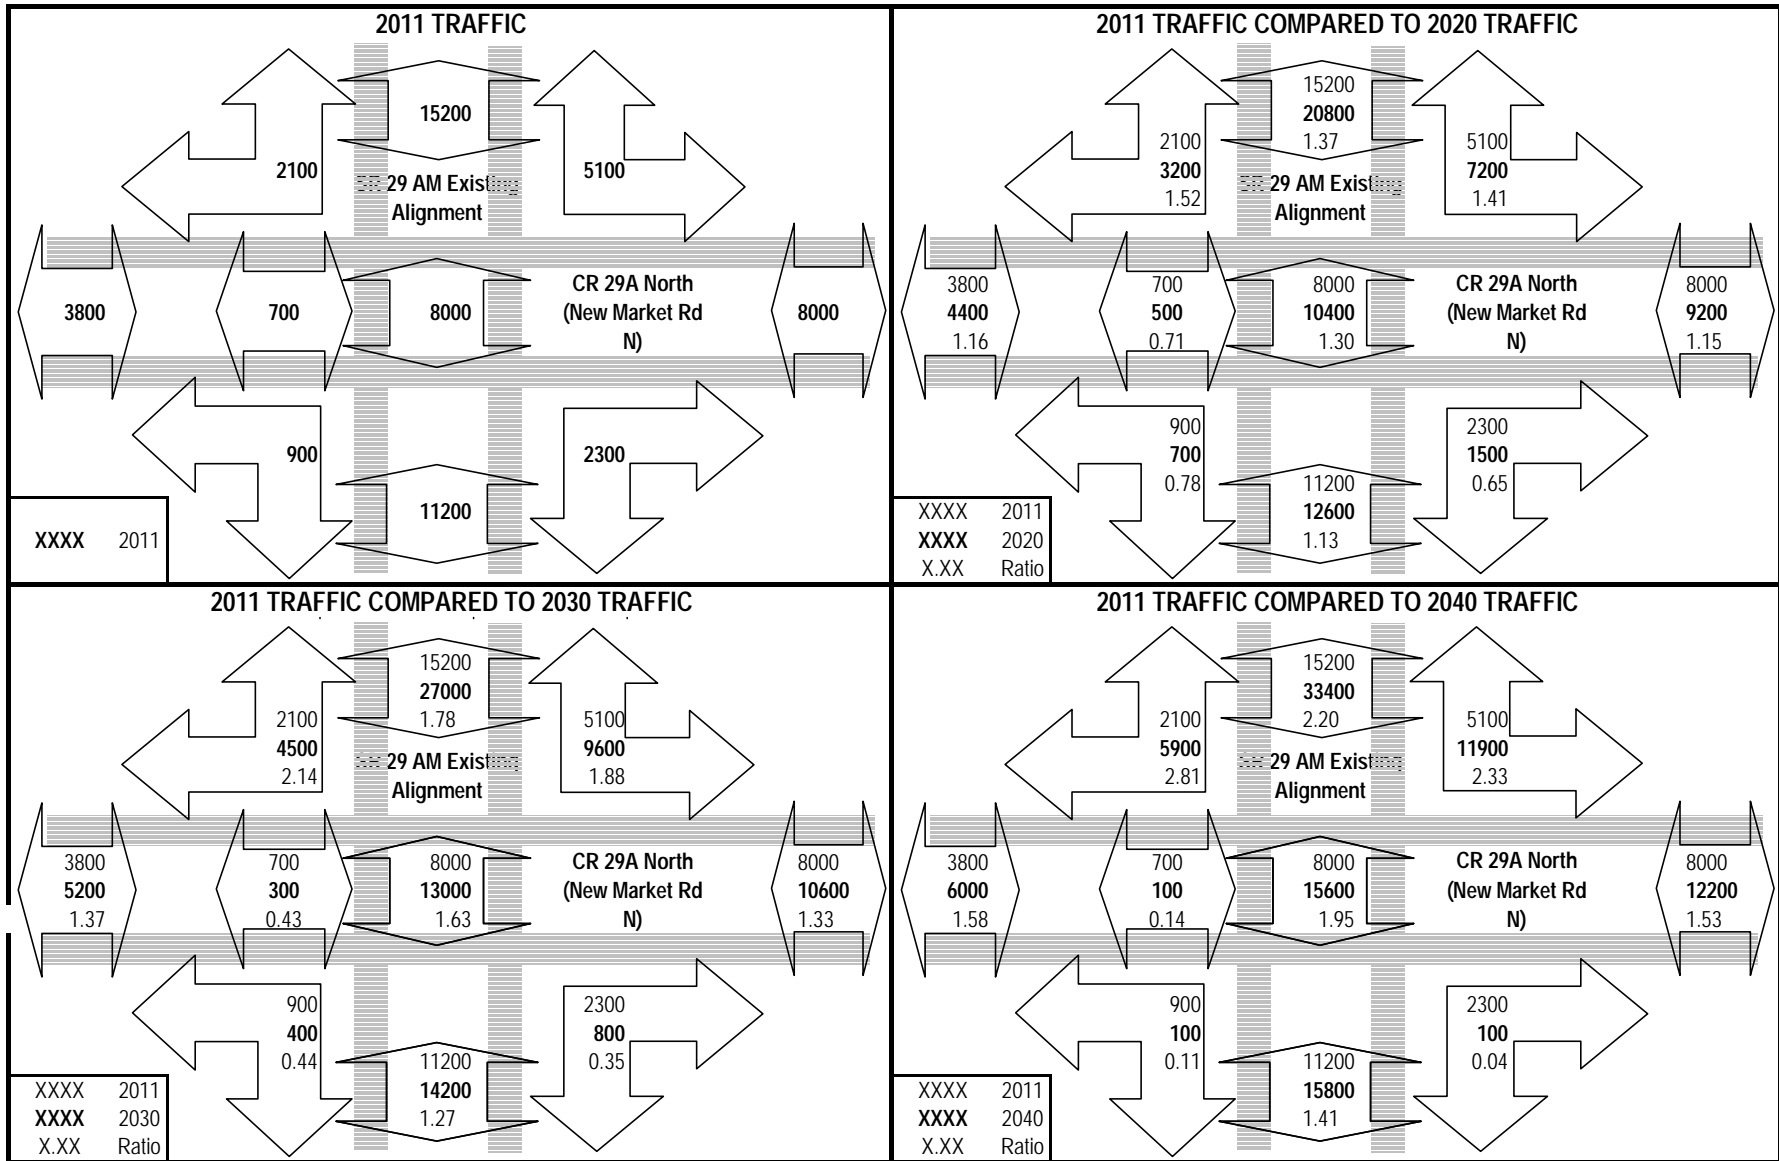 2011 TRAFFIC
15200
2100
5100
SR 29 AM Existing
Alignment
3800
700
8000
CR 29A North
(New Market Rd
N)
8000
900
2300
11200
XXXX 2011
2011 TRAFFIC COMPARED TO 2020 TRAFFIC
15200
20800
1.37
2100
3200
1.52
5100
7200
1.41
SR 29 AM Existing
Alignment
3800
4400
1.16
700
500
0.71
8000
10400
1.30
CR 29A North
(New Market Rd
N)
8000
9200
1.15
900
700
0.78
2300
1500
0.65
11200
12600
1.13
XXXX 2011
XXXX 2020
X.XX Ratio
2011 TRAFFIC COMPARED TO 2030 TRAFFIC
15200
27000
1.78
2100
4500
2.14
5100
9600
1.88
SR 29 AM Existing
Alignment
3800
5200
1.37
700
300
0.43
8000
13000
1.63
CR 29A North
(New Market Rd
N)
8000
10600
1.33
900
400
0.44
2300
800
0.35
11200
14200
1.27
XXXX 2011
XXXX 2030
X.XX Ratio
2011 TRAFFIC COMPARED TO 2040 TRAFFIC
15200
33400
2.20
2100
5900
2.81
5100
11900
2.33
SR 29 AM Existing
Alignment
3800
6000
1.58
700
100
0.14
8000
15600
1.95
CR 29A North
(New Market Rd
N)
8000
12200
1.53
900
100
0.11
2300
100
0.04
11200
15800
1.41
XXXX 2011
XXXX 2040
X.XX Ratio